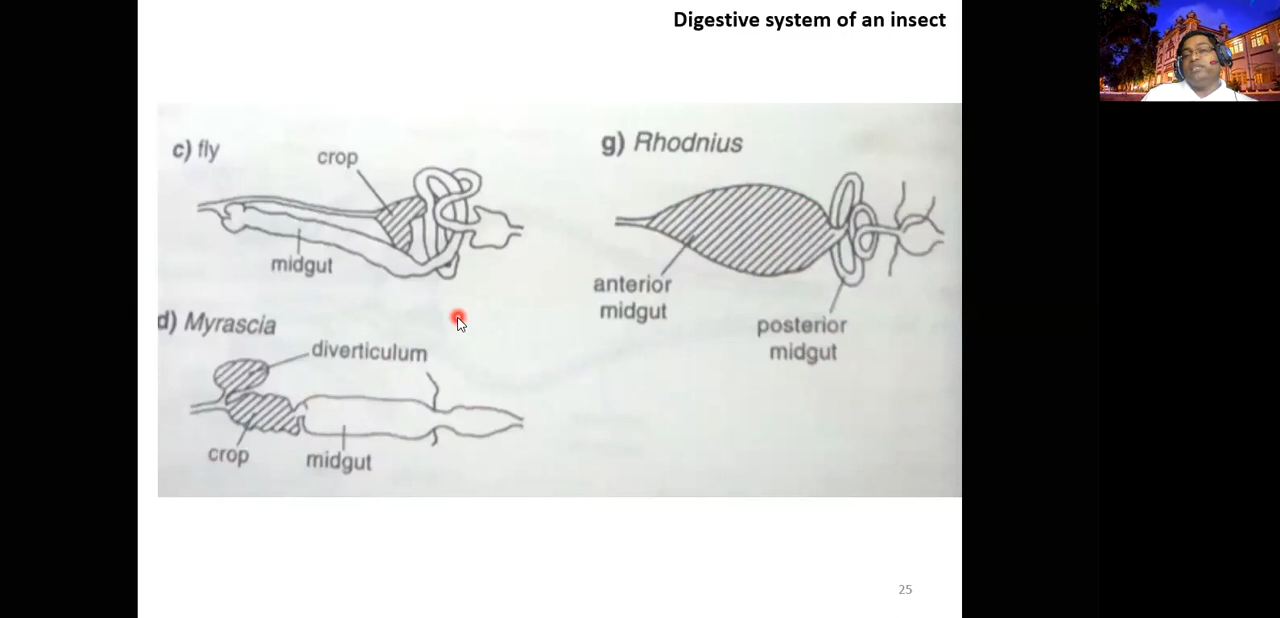 Digestive system of an insect
c) fly
crop
midgut
d) Myrascia
diverticulum
crop
midgut
g) Rhodnius
anterior
midgut
posterior
midgut
25